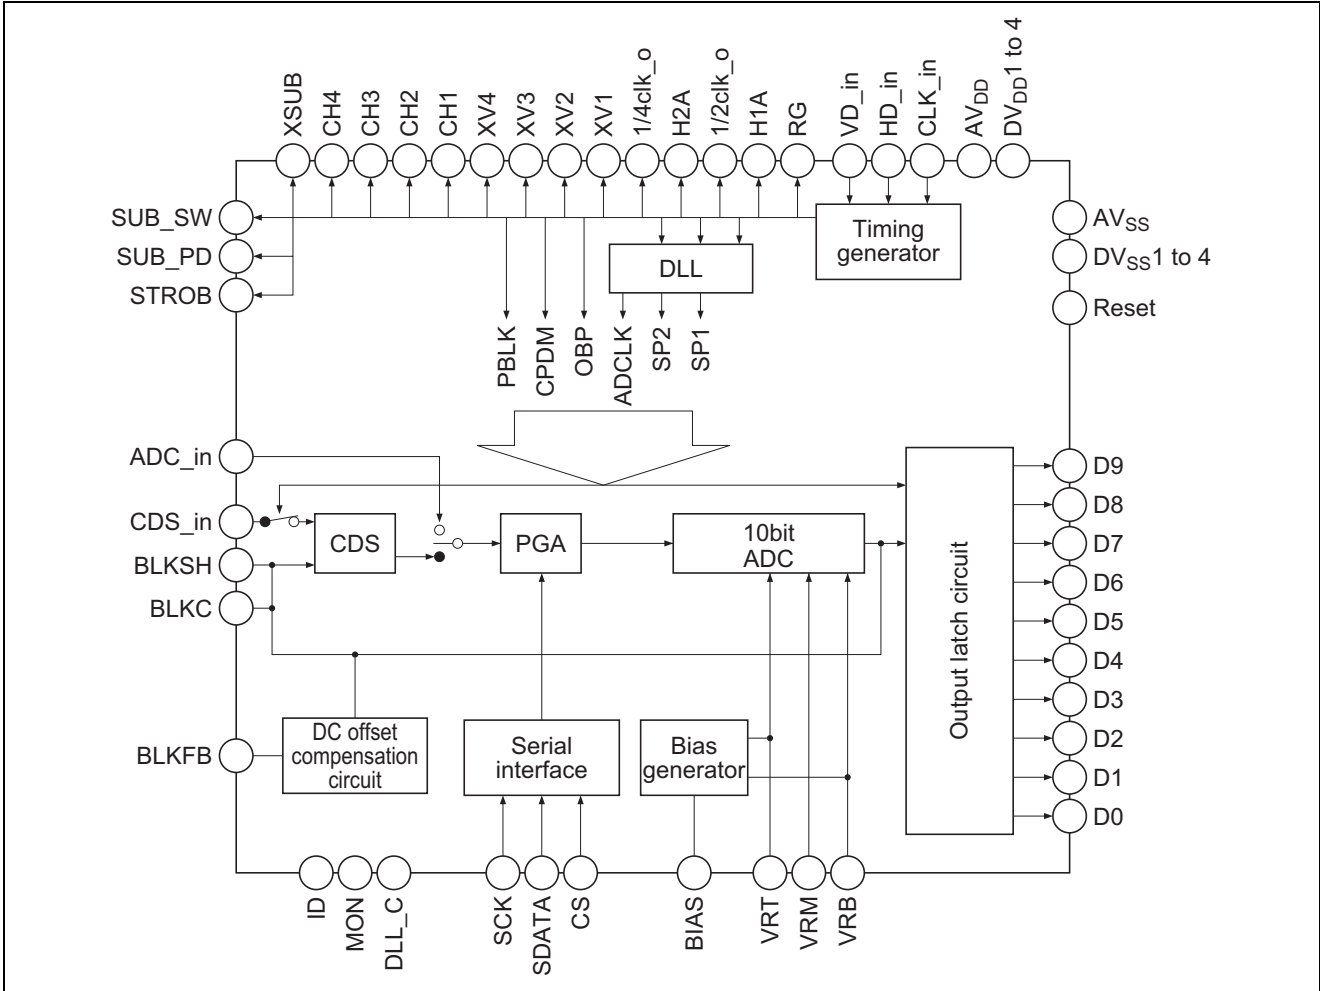 XSUB
CH4
CH3
CH2
CH1
XV4
XV3
XV2
XV1
1/4clk_o
H2A
1/2clk_o
H1A
RG
VD_in
HD_in
CLK_in
AVDD
DVDD1 to 4
SUB_SW
SUB_PD
STROB
Timing
generator
DLL
AVSS
DVSS1 to 4
Reset
PBLK
CPDM
OBP
ADCLK
SP2
SP1
ADC_in
CDS_in
BLKSH
BLKC
BLKFB
CDS
PGA
10bit
ADC
Output latch circuit
D9
D8
D7
D6
D5
D4
D3
D2
D1
D0
DC offset
compensation
circuit
Serial
interface
Bias
generator
ID
MON
DLL_C
SCK
SDATA
CS
BIAS
VRT
VRM
VRB